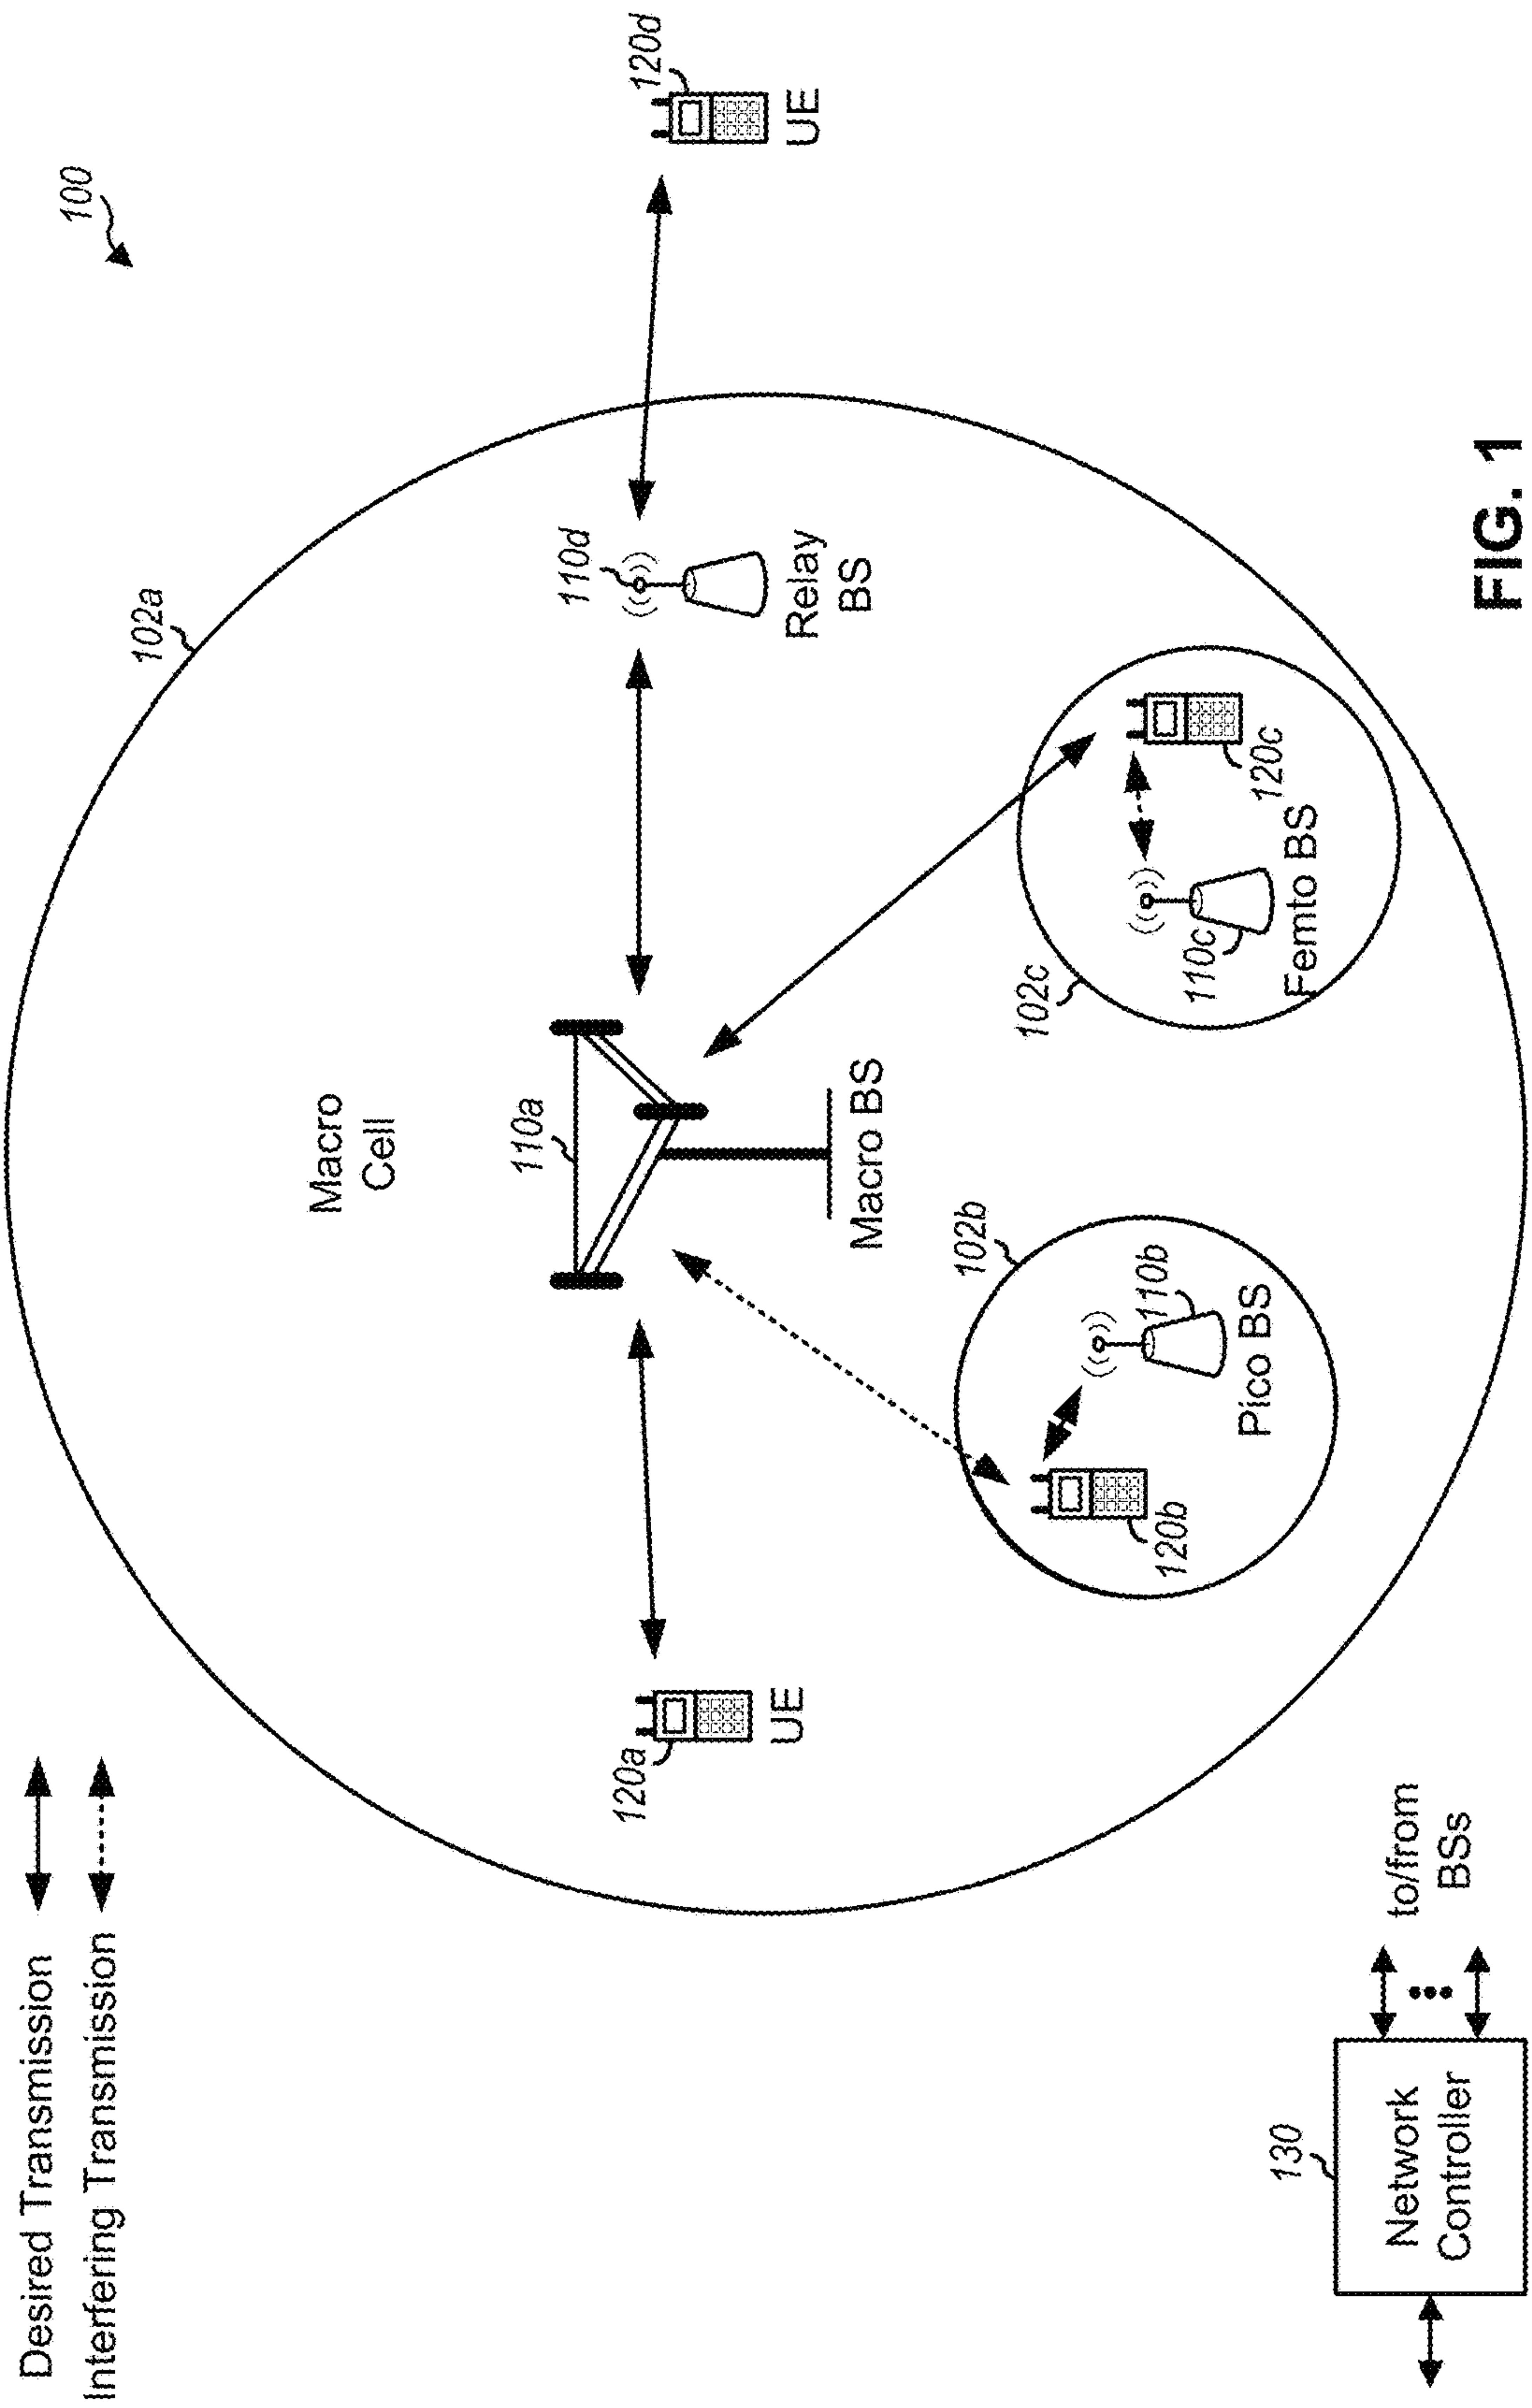 Desired Transmission
Interfering Transmission
100
102a
Macro
Cell
110a
110d
120a
120d
UE
Macro BS
Relay
BS
UE
102b
102c
120b
110b
Pico BS
110c
120c
Femto BS
130
Network
Controller
to/from
BSs
FIG. 1